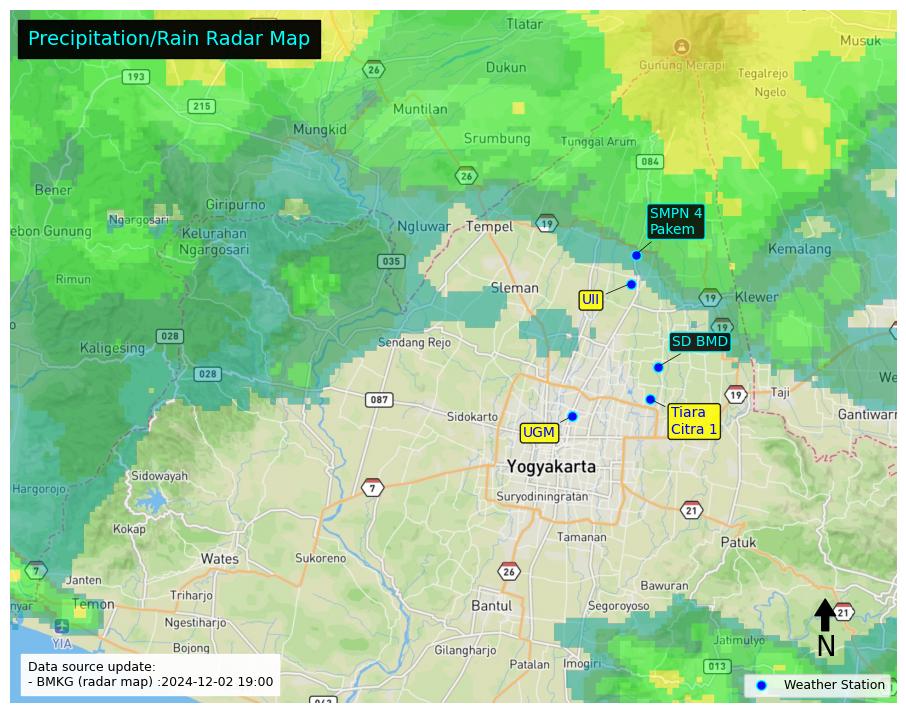 Precipitation/Rain Radar Map
Tlatar
Musuk
26
Gunung Merapi
193
Dukun
Tegalrejo
Ngelo
215
Muntilan
Mungkid
Srumbung
Tunggal Arum
084
26
Bener
Giripurno
Ngargosari
Ngluwar
Tempel
19
SMPN 4
Pakem
ebon Gunung
Kelurahan
Ngargosari
Kemalang
035
Rimun
Sleman
UII
19
Klewer
19
028
Kaligesing
Sendang Rejo
SD BMD
028
We
087
19
Taji
Sidokarto
UGM
Tiara
Citra 1
Gantiwarn
Yogyakarta
Sidowayah
Hargorojo
7
Suryodiningratan
21
Kokap
Tamanan
Patuk
Wates
Sukoreno
7
26
Janten
Bawuran
Triharjo
nyar
Temon
Bantul
Segoroyoso
21
Ngestiharjo
YIA
Jatimulyo
N
Bojong
Gilangharjo
Patalan
Imogiri
013
Data source update:
- BMKG (radar map) :2024-12-02 19:00
Weather Station